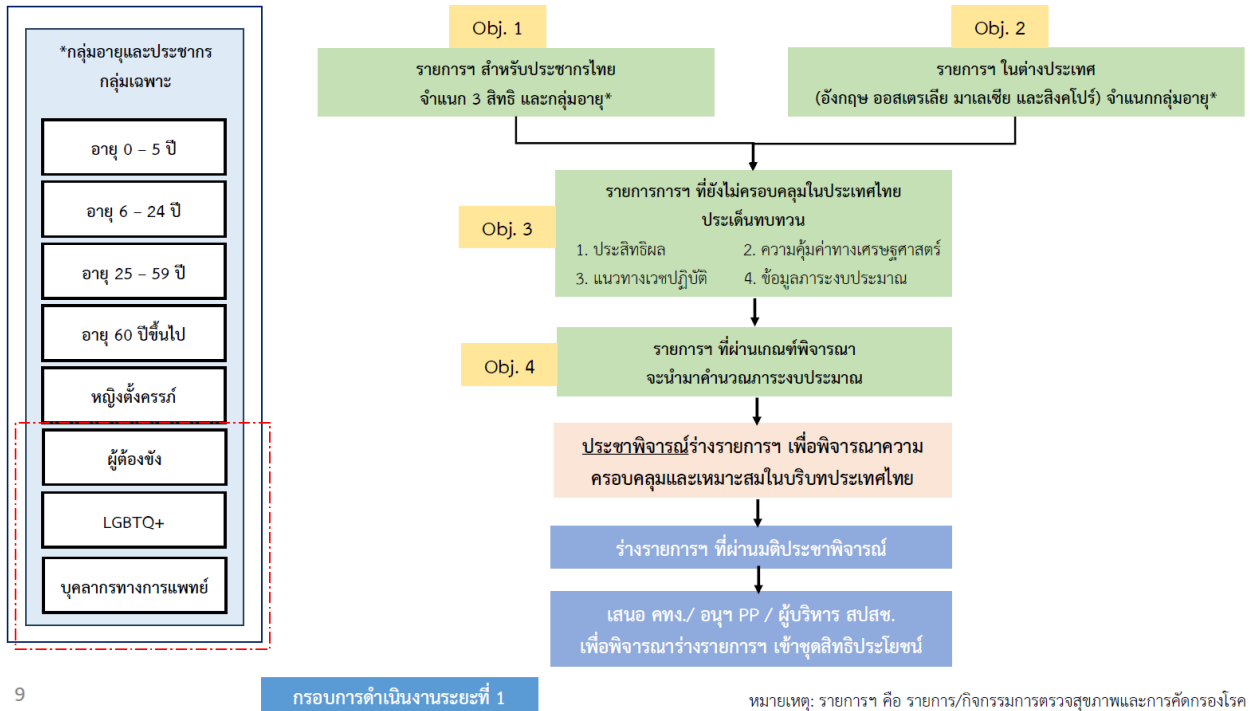 *กลุ่มอายุและประชากร
กลุ่มเฉพาะ
อายุ 0 – 5 ปี
อายุ 6 – 24 ปี
อายุ 25 – 59 ปี
อายุ 60 ปีขึ้นไป
หญิงตั้งครรภ์
ผู้ต้องขัง
LGBTQ+
บุคลากรทางการแพทย์
Obj. 1
รายการฯ สำหรับประชากรไทย
จำแนก 3 สิทธิ และกลุ่มอายุ*
Obj. 2
รายการฯ ในต่างประเทศ
(อังกฤษ ออสเตรเลีย มาเลเซีย และสิงคโปร์) จำแนกกลุ่มอายุ*
Obj. 3
รายการการฯ ที่ยังไม่ครอบคลุมในประเทศไทย
ประเด็นทบทวน
1. ประสิทธิผล 2. ความคุ้มค่าทางเศรษฐศาสตร์
3. แนวทางเวชปฏิบัติ 4. ข้อมูลภาระงบประมาณ
Obj. 4
รายการฯ ที่ผ่านเกณฑ์พิจารณา
จะนำมาคำนวณภาระงบประมาณ
ประชาพิจารณ์ร่างรายการฯ เพื่อพิจารณาความ
ครอบคลุมและเหมาะสมในบริบทประเทศไทย
ร่างรายการฯ ที่ผ่านมติประชาพิจารณ์
เสนอ คทง./ อนุฯ PP / ผู้บริหาร สปสช.
เพื่อพิจารณาร่างรายการฯ เข้าชุดสิทธิประโยชน์
9
กรอบการดำเนินงานระยะที่ 1
หมายเหตุ: รายการฯ คือ รายการ/กิจกรรมการตรวจสุขภาพและการคัดกรองโรค